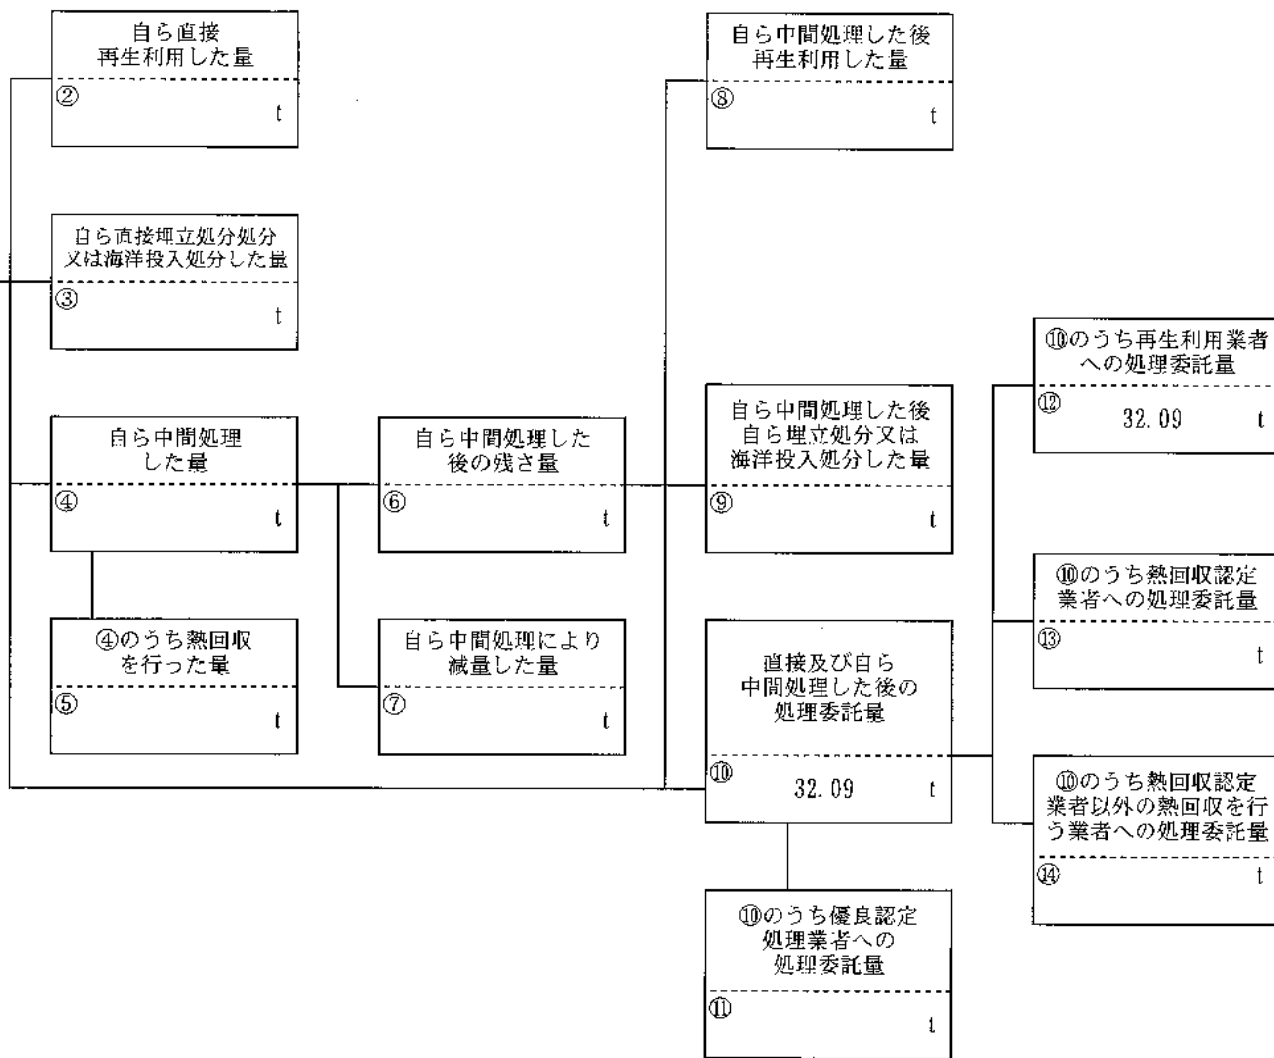 自ら直接
再生利用した量
②
t
自ら中間処理した後
再生利用した量
⑧
t
自ら直接埋立処分処分
又は海洋投入処分した量
③
t
⑩のうち再生利用業者
への処理委託量
⑫
32.09 t
自ら中間処理
した量
④
t
自ら中間処理した
後の残さ量
⑥
t
自ら中間処理した後
自ら埋立処分又は
海洋投入処分した量
⑨
t
⑩のうち熱回収認定
業者への処理委託量
⑬
t
④のうち熱回収
を行った量
⑤
t
自ら中間処理により
減量した量
⑦
t
直接及び自ら
中間処理した後の
処理委託量
⑩
32.09 t
⑩のうち熱回収認定
業者以外の熱回収を行
う業者への処理委託量
⑭
t
⑩のうち優良認定
処理業者への
処理委託量
⑪
t